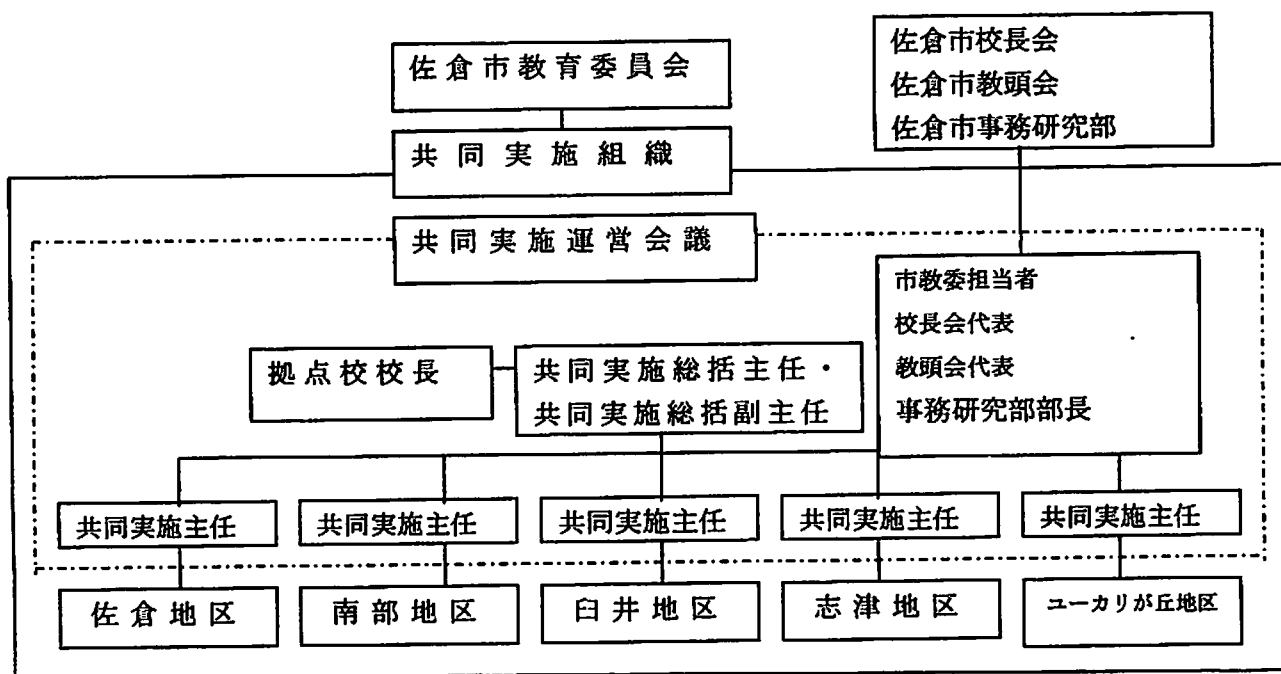 佐倉市教育委員会
佐倉市校長会
佐倉市教頭会
佐倉市事務研究部
共同実施組織
共同実施運営会議
市教委担当者
校長会代表
教頭会代表
事務研究部部長
拠点校校長
共同実施総括主任・
共同実施総括副主任
共同実施主任
共同実施主任
共同実施主任
共同実施主任
共同実施主任
佐倉地区
南部地区
臼井地区
志津地区
ユーカリが丘地区